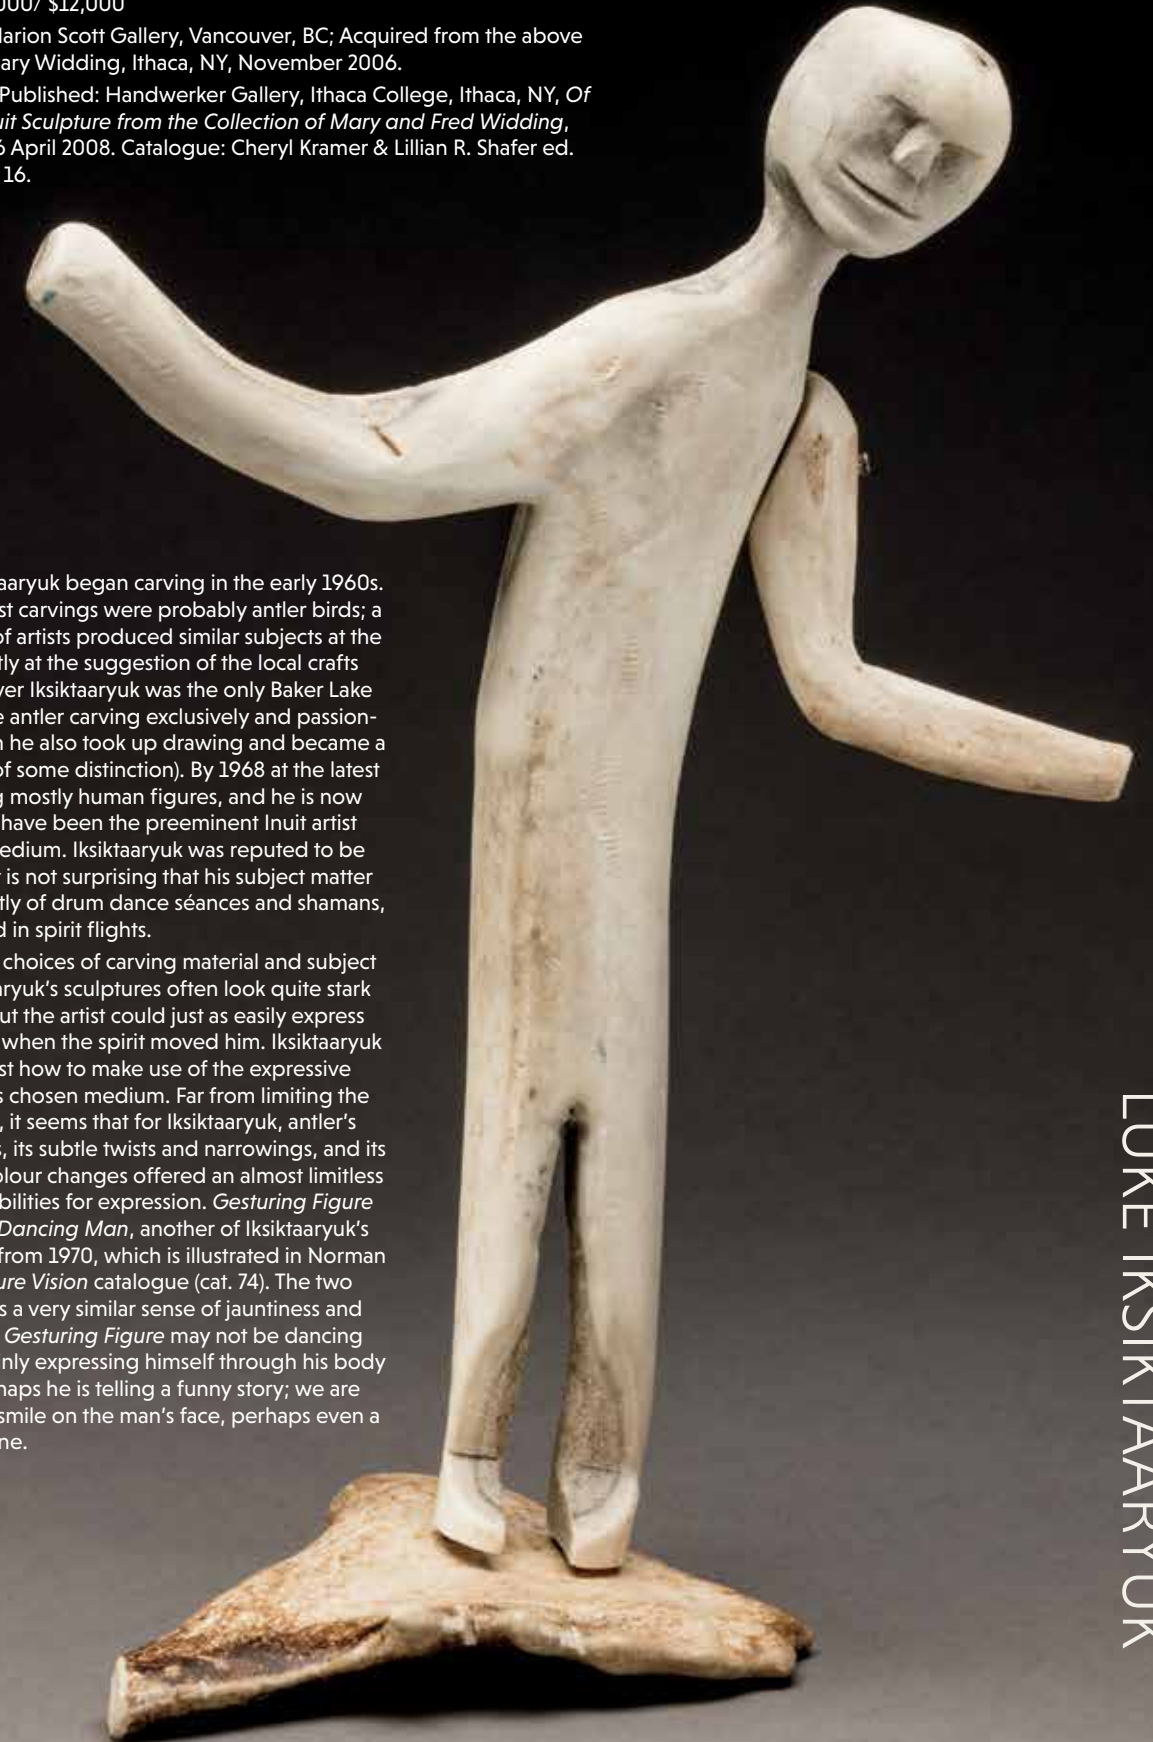 000/ $12,000
arion Scott Gallery, Vancouver, BC; Acquired from the above
ary Widding, Ithaca, NY, November 2006.
Published: Handwerker Gallery, Ithaca College, Ithaca, NY, Of
uit Sculpture from the Collection of Mary and Fred Widding,
6 April 2008. Catalogue: Cheryl Kramer & Lillian R. Shafer ed.
16.
aaryuk began carving in the early 1960s.
st carvings were probably antler birds; a
of artists produced similar subjects at the
tly at the suggestion of the local crafts
ver Iksiktaaryuk was the only Baker Lake
e antler carving exclusively and passion-
h he also took up drawing and became a
of some distinction). By 1968 at the latest
g mostly human figures, and he is now
have been the preeminent Inuit artist
edium. Iksiktaaryuk was reputed to be
t is not surprising that his subject matter
tly of drum dance séances and shamans,
d in spirit flights.
choices of carving material and subject
aryuk’s sculptures often look quite stark
ut the artist could just as easily express
when the spirit moved him. Iksiktaaryuk
st how to make use of the expressive
s chosen medium. Far from limiting the
, it seems that for Iksiktaaryuk, antler’s
s, its subtle twists and narrowings, and its
olour changes offered an almost limitless
bilities for expression. Gesturing Figure
Dancing Man, another of Iksiktaaryuk’s
from 1970, which is illustrated in Norman
ure Vision catalogue (cat. 74). The two
s a very similar sense of jauntiness and
Gesturing Figure may not be dancing
inly expressing himself through his body
haps he is telling a funny story; we are
smile on the man’s face, perhaps even a
ne.
LUKE IKSIKTAARYUK